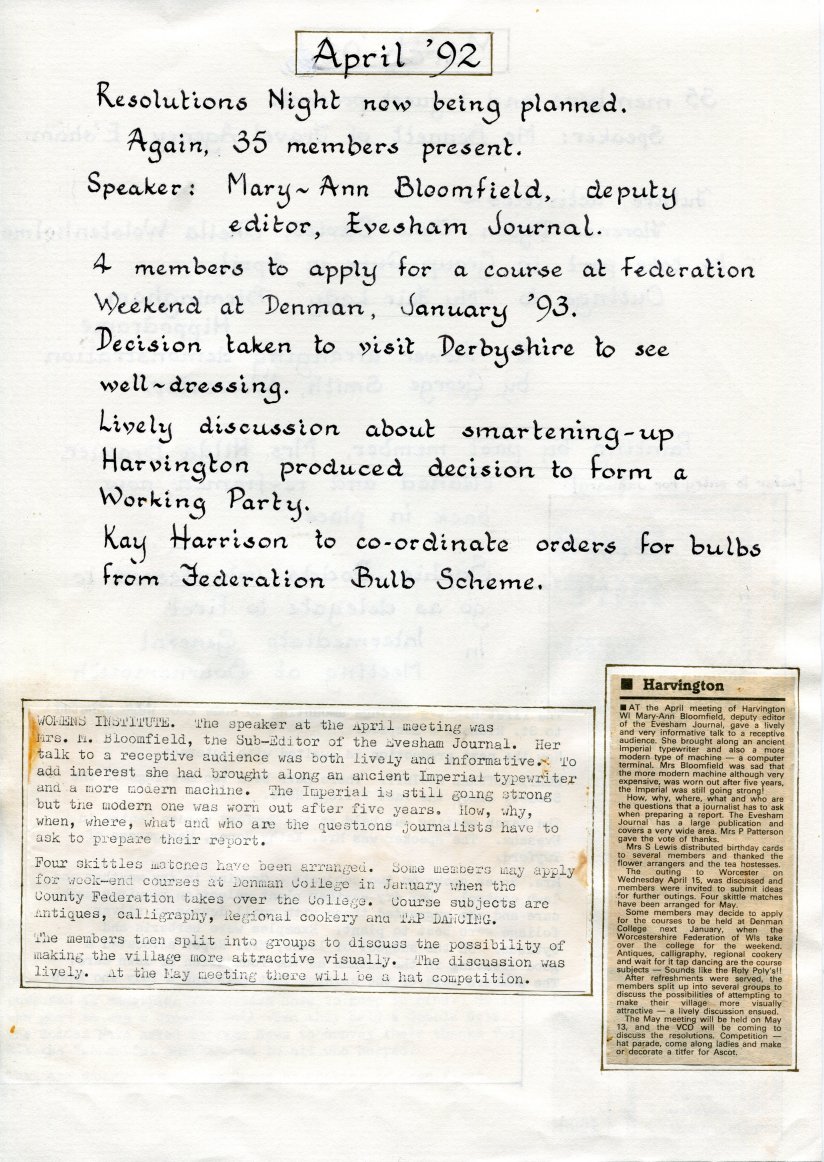 April '92
Resolutions Night now being planned.
Again, 35 members present.
Speaker: Mary~Ann Bloomfield, deputy
editor, Evesham Journal.
4 members to apply for a course at Federation
Weekend at Denman, January '93.
Decision taken to visit Derbyshire to see
well~dressing.
Lively discussion about smartening-up
Harvington produced decision to form a
Working Party.
Kay Harrison to co-ordinate orders for bulbs
from Federation Bulb Scheme.
WOMENS INSTITUTE. The speaker at the April meeting was
Mrs. M. Bloomfield, the Sub-Editor of the Evesham Journal. Her
talk to a receptive audience was both lively and informative. To
add interest she had brought along an ancient Imperial typewriter
and a more modern machine. The Imperial is still going strong
but the modern one was worn out after five years. How, why,
when, where, what and who are the questions journalists have to
ask to prepare their report.
Four skittles matches have been arranged. Some members may apply
for week-end courses at Denman College in January when the
County Federation takes over the College. Course subjects are
Antiques, calligraphy, Regional cookery and TAP DANCING.
The members then split into groups to discuss the possibility of
making the village more attractive visually. The discussion was
lively. At the May meeting there will be a hat competition.
Harvington
■ AT the April meeting of Harvington
WI Mary-Ann Bloomfield, deputy editor
of the Evesham Journal, gave a lively
and very informative talk to a receptive
audience. She brought along an ancient
Imperial typewriter and also a more
modern type of machine — a computer
terminal. Mrs Bloomfield was sad that
the more modern machine although very
expensive, was worn out after five years,
the Imperial was still going strong!
How, why, where, what and who are
the questions that a journalist has to ask
when preparing a report. The Evesham
Journal has a large publication and
covers a very wide area. Mrs P Patterson
gave the vote of thanks.
Mrs S Lewis distributed birthday cards
to several members and thanked the
flower arrangers and the tea hostesses.
The outing to Worcester on
Wednesday April 15, was discussed and
members were invited to submit ideas
for further outings. Four skittle matches
have been arranged for May.
Some members may decide to apply
for the courses to be held at Denman
College next January, when the
Worcestershire Federation of WIs take
over the college for the weekend.
Antiques, calligraphy, regional cookery
and wait for it tap dancing are the course
subjects — Sounds like the Roly Poly's!!
After refreshments were served, the
members split up into several groups to
discuss the possibilities of attempting to
make their village more visually
attractive — a lively discussion ensued.
The May meeting will be held on May
13, and the VCO will be coming to
discuss the resolutions. Competition —
hat parade, come along ladies and make
or decorate a titfer for Ascot.